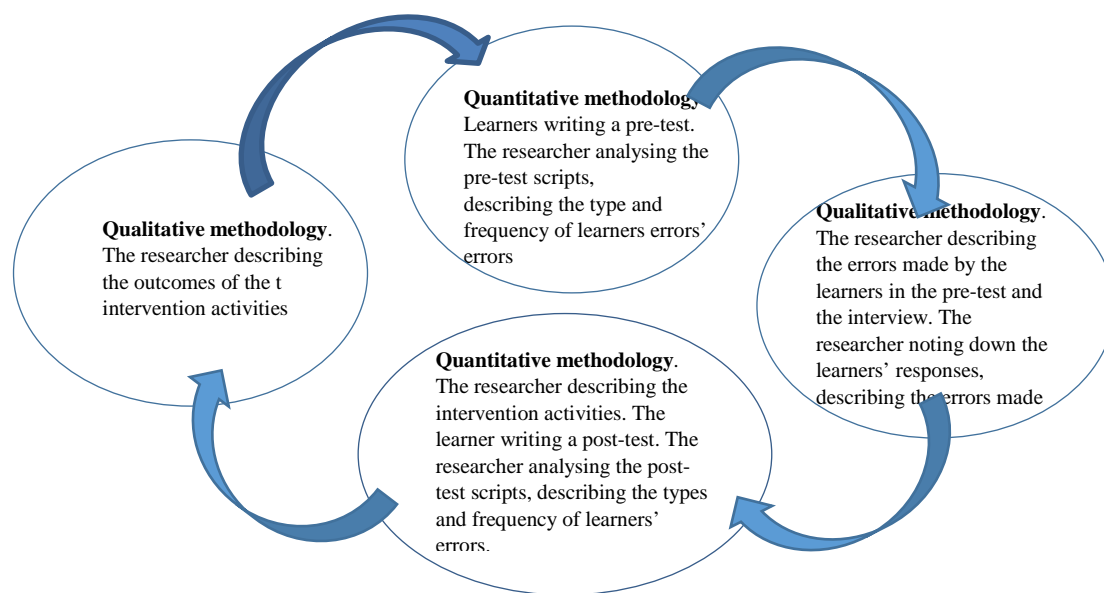 Quantitative methodology.
Learners writing a pre-test.
The researcher analysing the
pre-test scripts,
describing the type and
frequency of learners errors’
errors
Qualitative methodology.
The researcher describing
the errors made by the
learners in the pre-test and
the interview. The
researcher noting down the
learners’ responses,
describing the errors made
Quantitative methodology.
The researcher describing the
intervention activities. The
learner writing a post-test. The
researcher analysing the post-
test scripts, describing the types
and frequency of learners’
errors.
Qualitative methodology.
The researcher describing
the outcomes of the t
intervention activities